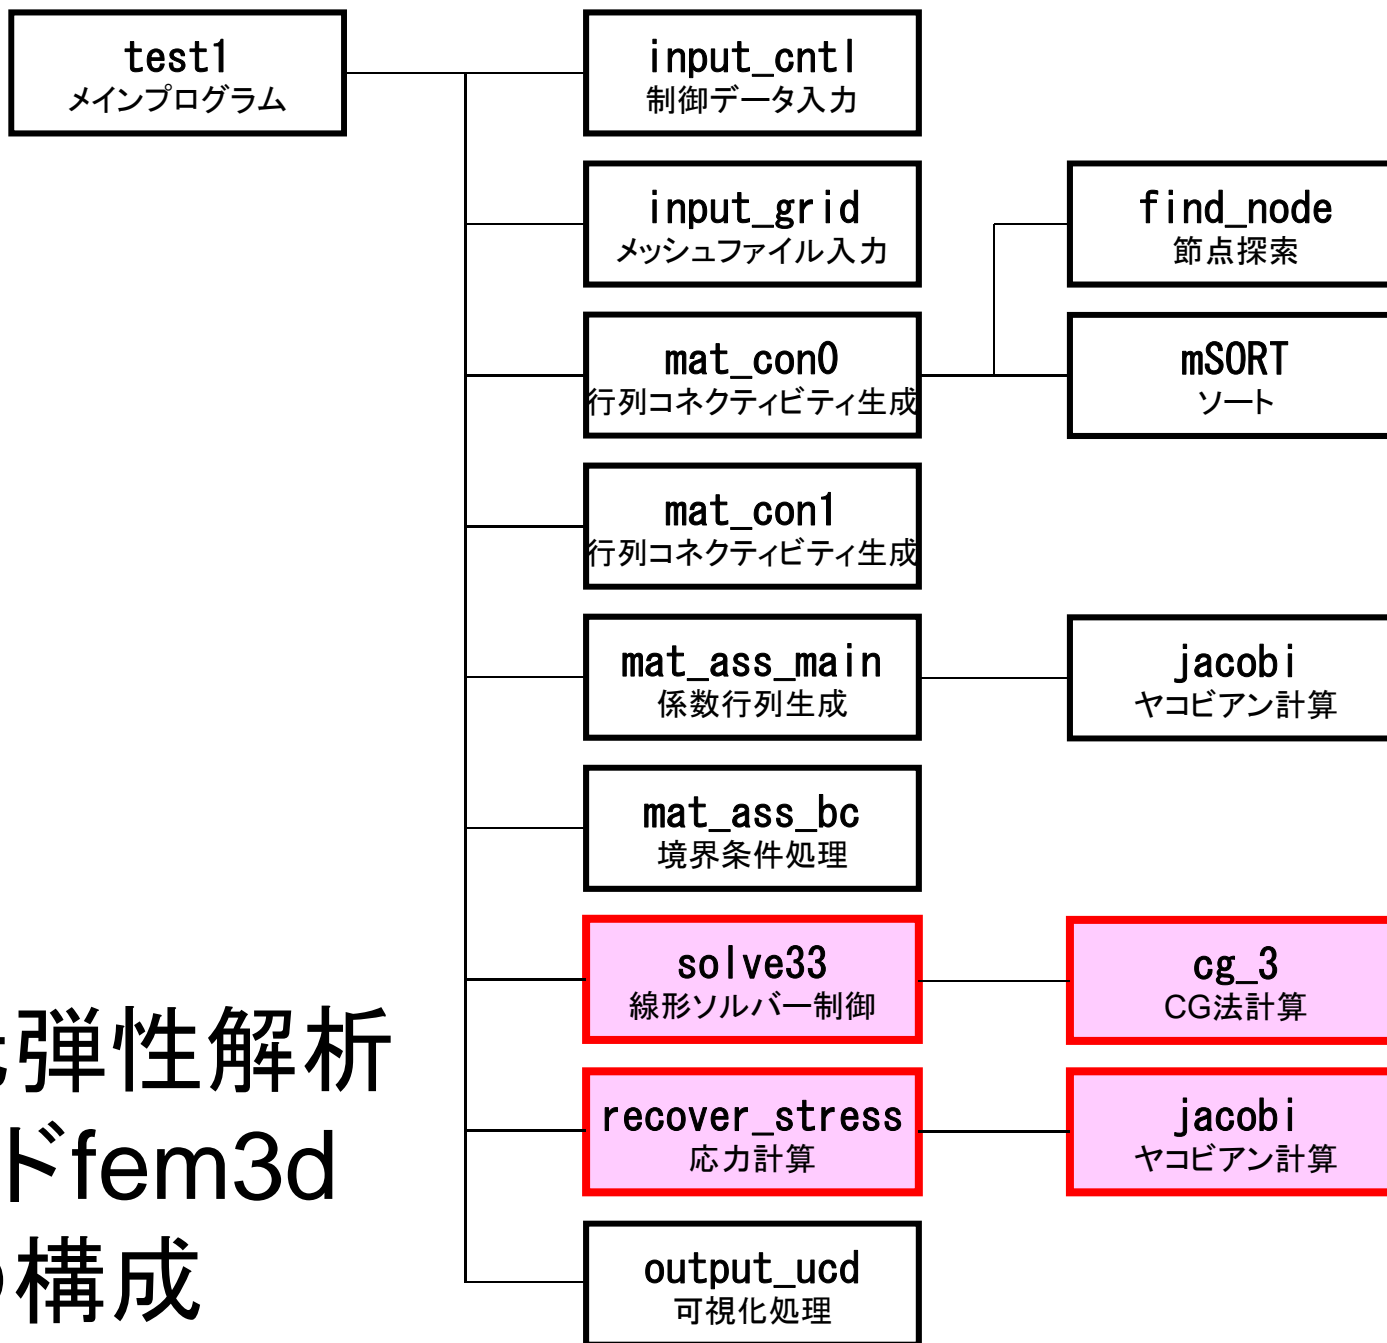 test1
メインプログラム
input_cntl
制御データ入力
input_grid
メッシュファイル入力
find_node
節点探索
mat_con0
行列コネクティビティ生成
mSORT
ソート
mat_con1
行列コネクティビティ生成
mat_ass_main
係数行列生成
jacobi
ヤコビアン計算
mat_ass_bc
境界条件処理
solve33
線形ソルバー制御
cg_3
CG法計算
recover_stress
応力計算
jacobi
ヤコビアン計算
output_ucd
可視化処理
弾性解析
ドfem3d
構成